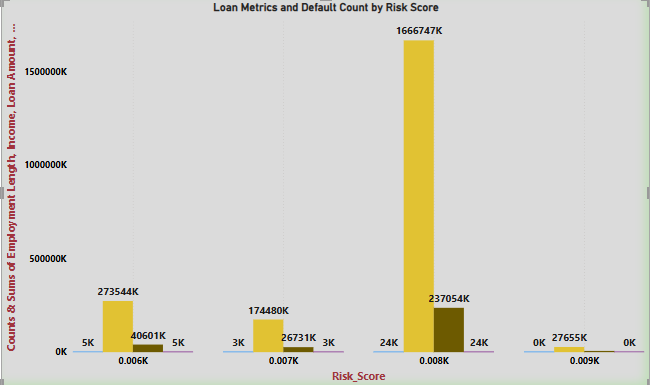 Loan Metrics and Default Count by Risk Score
Counts & Sums of Employment Length, Income, Loan Amount, ...
1500000K
1000000K
500000K
0K
5K
273544K
40601K
5K
3K
174480K
26731K
3K
24K
1666747K
237054K
24K
0K
27655K
0K
0.006K
0.007K
0.008K
0.009K
Risk_Score